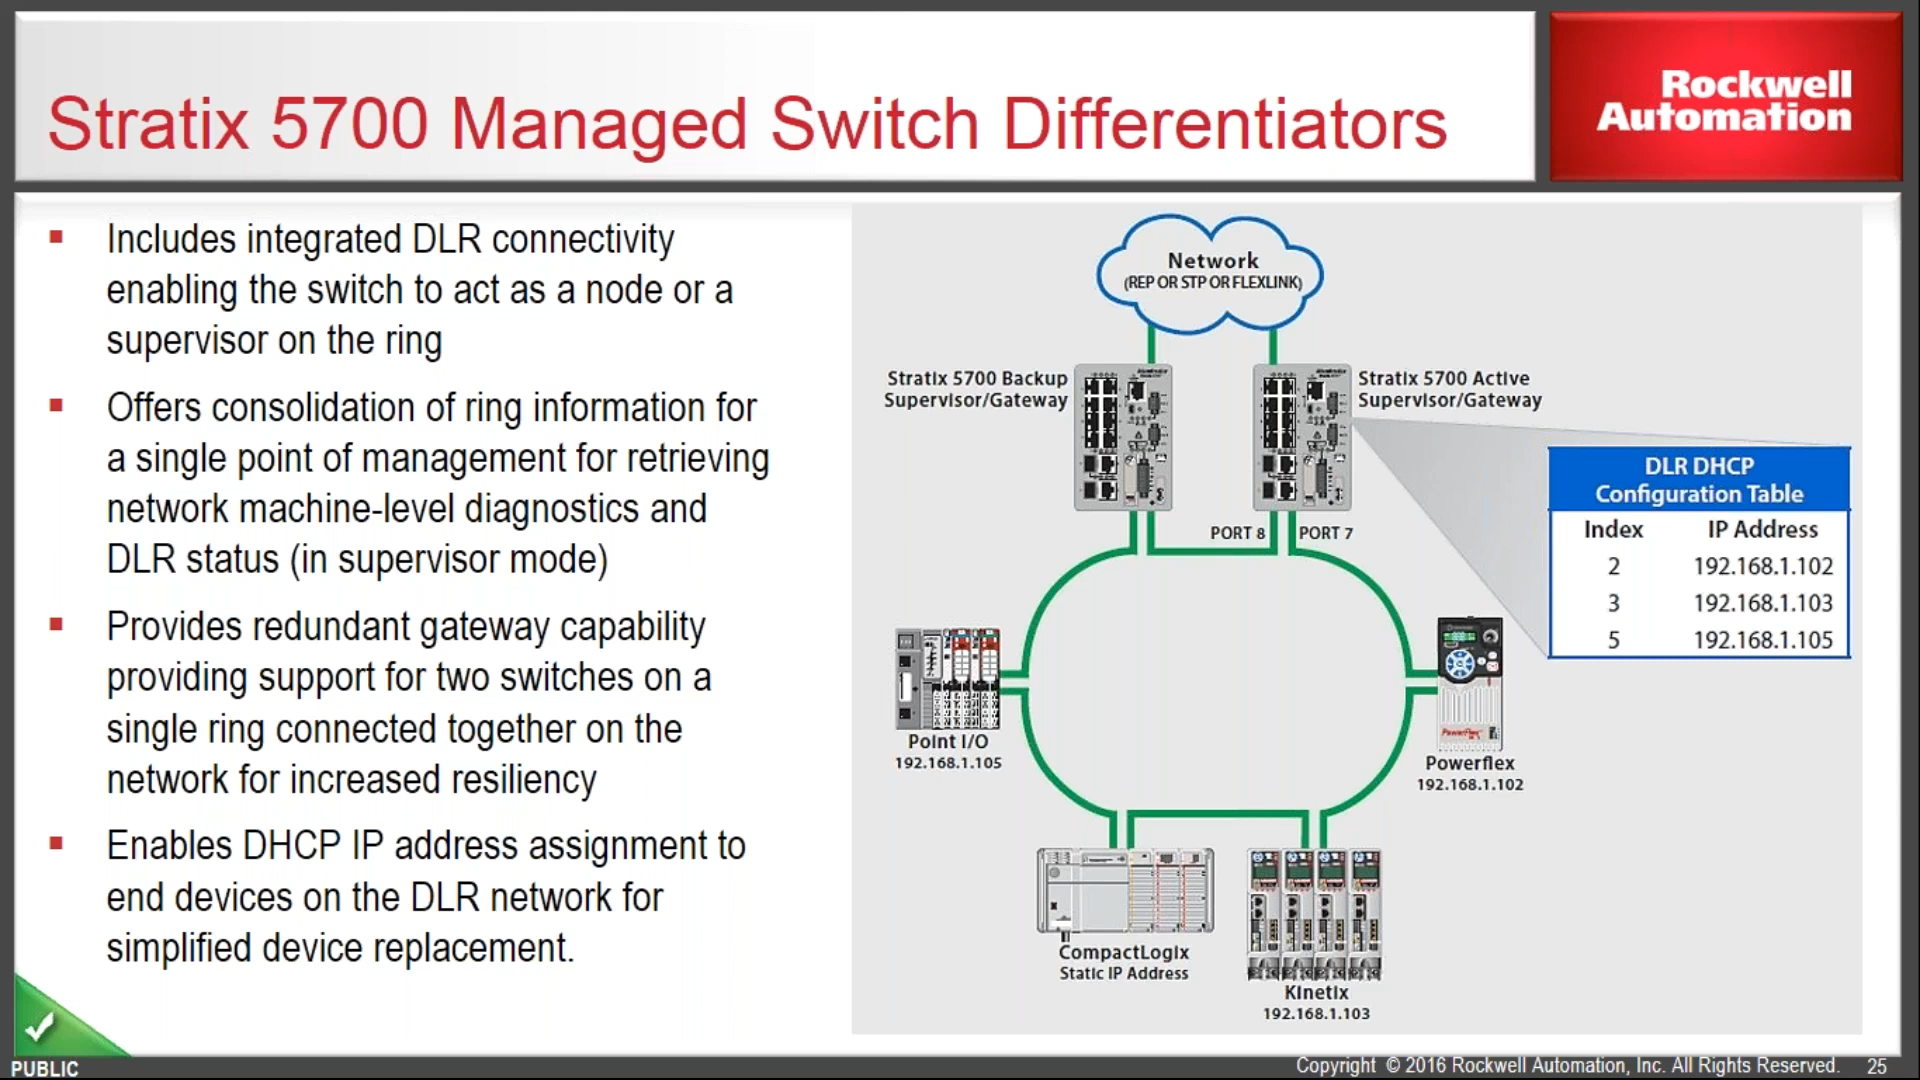 Stratix 5700 Managed Switch Differentiators
Rockwell
Automation
Includes integrated DLR connectivity
enabling the switch to act as a node or a
supervisor on the ring
Offers consolidation of ring information for
a single point of management for retrieving
network machine-level diagnostics and
DLR status (in supervisor mode)
Provides redundant gateway capability
providing support for two switches on a
single ring connected together on the
network for increased resiliency
Enables DHCP IP address assignment to
end devices on the DLR network for
simplified device replacement.
Network
(REP OR STP OR FLEXLINK)
Stratix 5700 Backup
Supervisor/Gateway
Stratix 5700 Active
Supervisor/Gateway
PORT 8
PORT 7
DLR DHCP
Configuration Table
Index IP Address
2 192.168.1.102
3 192.168.1.103
5 192.168.1.105
Point I/O
192.168.1.105
PowerFlex
Powerflex
192.168.1.102
CompactLogix
Static IP Address
Kinetix
192.168.1.103
PUBLIC
Copyright © 2016 Rockwell Automation, Inc. All Rights Reserved. 25